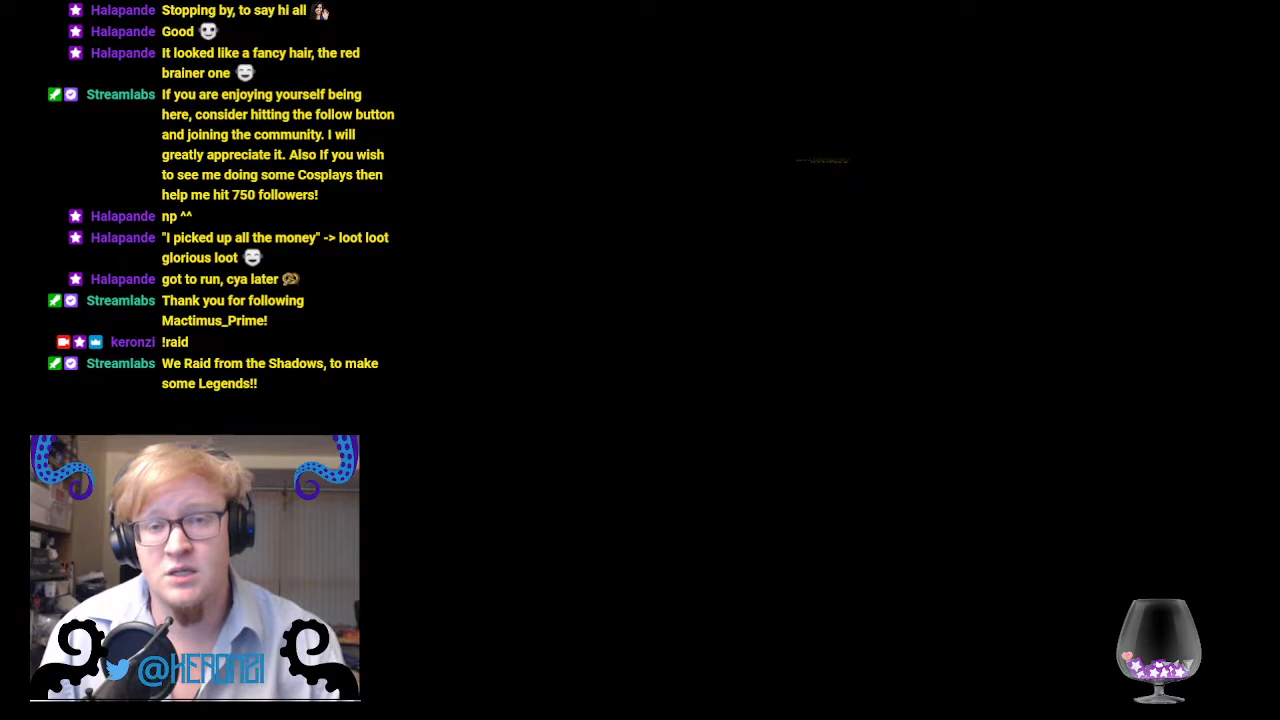 Halapande Stopping by, to say hi all
Halapande Good
Halapande It looked like a fancy hair, the red
brainer one
Streamlabs If you are enjoying yourself being
here, consider hitting the follow button
and joining the community. I will
greatly appreciate it. Also If you wish
to see me doing some Cosplays then
help me hit 750 followers!
Halapande np ^^
Halapande "I picked up all the money" -> loot loot
glorious loot
Halapande got to run, cya later
Streamlabs Thank you for following
Mactimus_Prime!
keronzi !raid
Streamlabs We Raid from the Shadows, to make
some Legends!!
@KERONZI